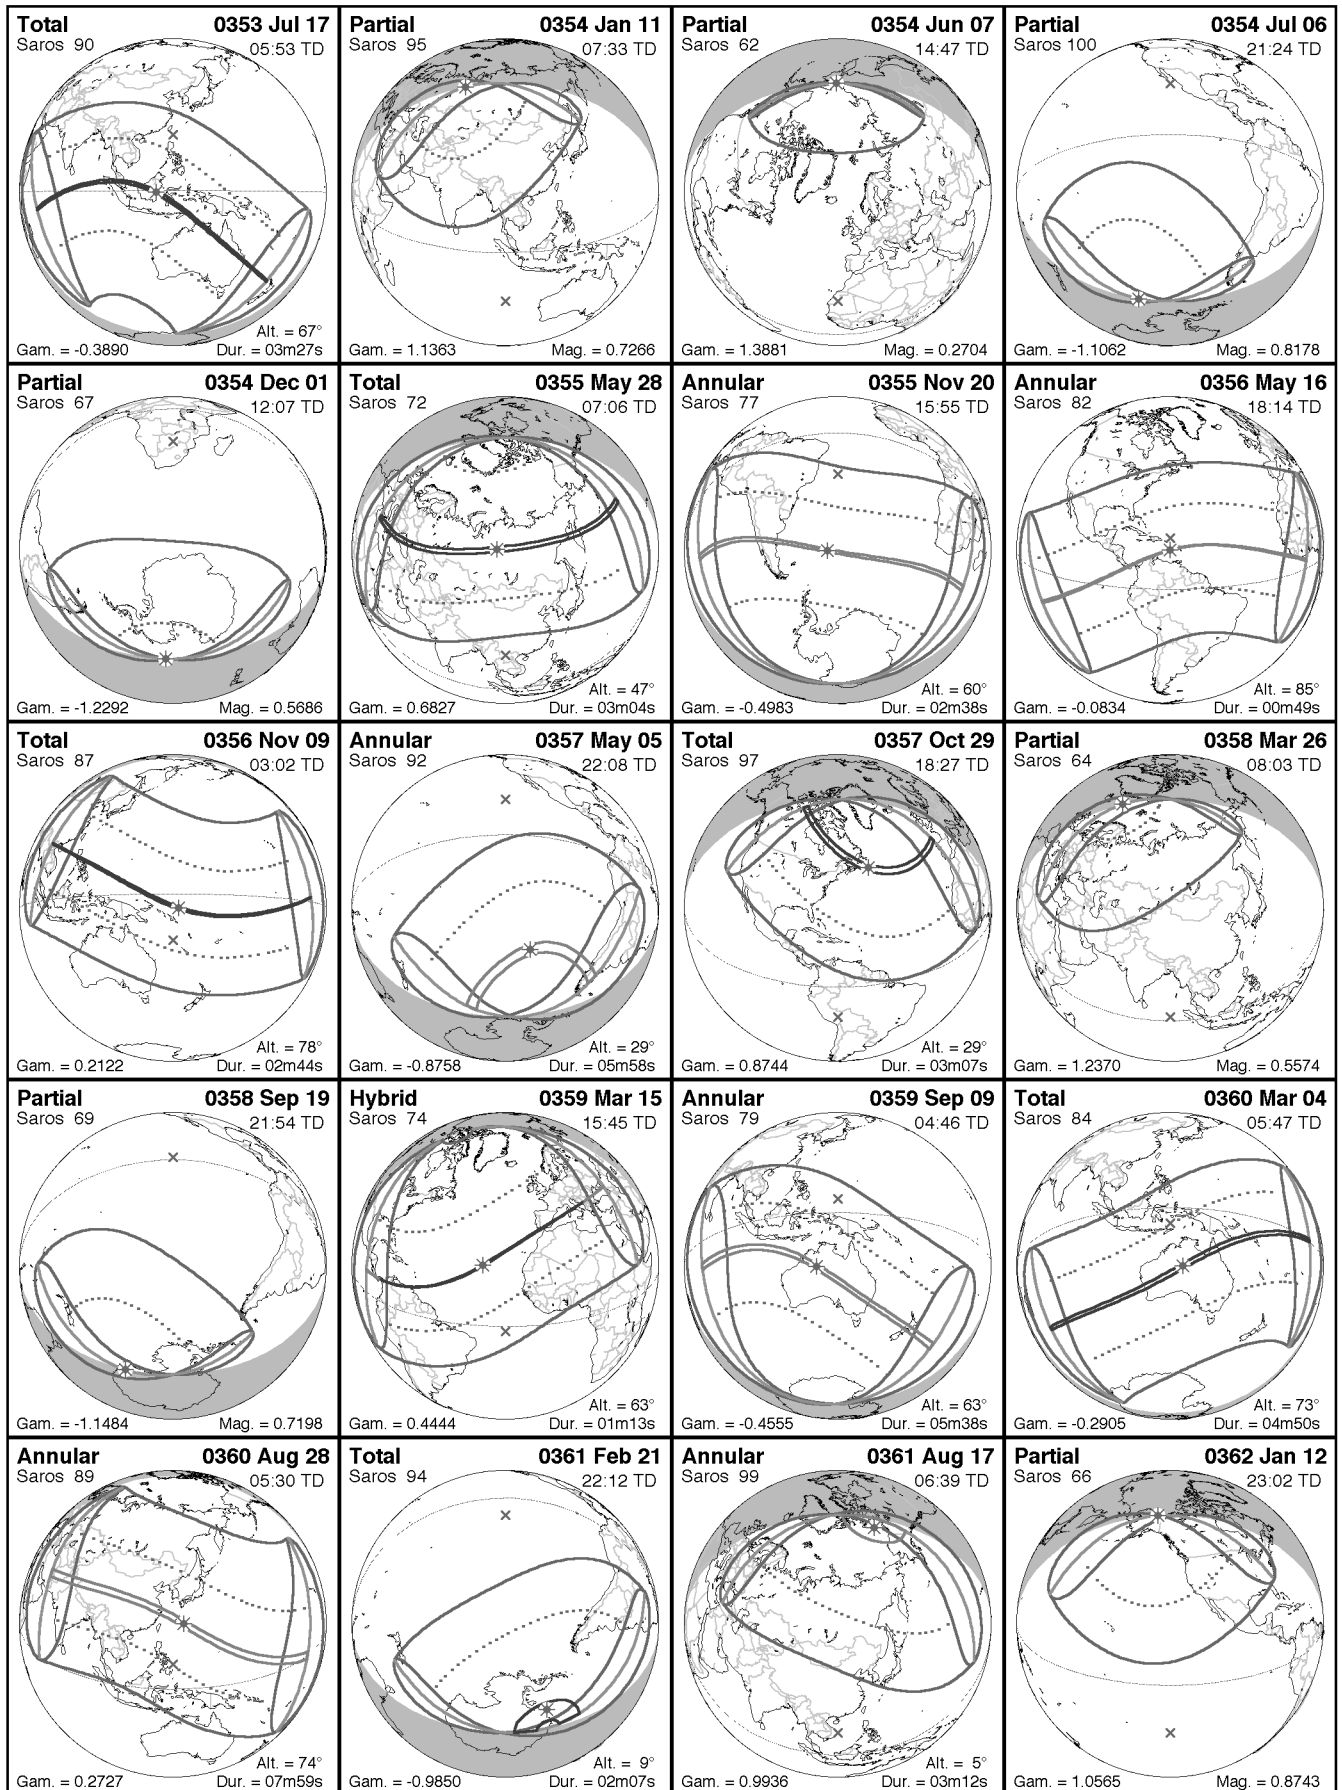 Total 0353 Jul 17
Saros 90 05:53 TD
Alt. = 67°
Gam. = -0.3890 Dur. = 03m27s
Partial 0354 Jan 11
Saros 95 07:33 TD
Gam. = 1.1363 Mag. = 0.7266
Partial 0354 Jun 07
Saros 62 14:47 TD
Gam. = 1.3881 Mag. = 0.2704
Partial 0354 Jul 06
Saros 100 21:24 TD
Gam. = -1.1062 Mag. = 0.8178
Partial 0354 Dec 01
Saros 67 12:07 TD
Gam. = -1.2292 Mag. = 0.5686
Total 0355 May 28
Saros 72 07:06 TD
Alt. = 47°
Gam. = 0.6827 Dur. = 03m04s
Annular 0355 Nov 20
Saros 77 15:55 TD
Alt. = 60°
Gam. = -0.4983 Dur. = 02m38s
Annular 0356 May 16
Saros 82 18:14 TD
Alt. = 85°
Gam. = -0.0834 Dur. = 00m49s
Total 0356 Nov 09
Saros 87 03:02 TD
Alt. = 78°
Gam. = 0.2122 Dur. = 02m44s
Annular 0357 May 05
Saros 92 22:08 TD
Alt. = 29°
Gam. = -0.8758 Dur. = 05m58s
Total 0357 Oct 29
Saros 97 18:27 TD
Alt. = 29°
Gam. = 0.8744 Dur. = 03m07s
Partial 0358 Mar 26
Saros 64 08:03 TD
Gam. = 1.2370 Mag. = 0.5574
Partial 0358 Sep 19
Saros 69 21:54 TD
Gam. = -1.1484 Mag. = 0.7198
Hybrid 0359 Mar 15
Saros 74 15:45 TD
Alt. = 63°
Gam. = 0.4444 Dur. = 01m13s
Annular 0359 Sep 09
Saros 79 04:46 TD
Alt. = 63°
Gam. = -0.4555 Dur. = 05m38s
Total 0360 Mar 04
Saros 84 05:47 TD
Alt. = 73°
Gam. = -0.2905 Dur. = 04m50s
Annular 0360 Aug 28
Saros 89 05:30 TD
Alt. = 74°
Gam. = 0.2727 Dur. = 07m59s
Total 0361 Feb 21
Saros 94 22:12 TD
Alt. = 9°
Gam. = -0.9850 Dur. = 02m07s
Annular 0361 Aug 17
Saros 99 06:39 TD
Alt. = 5°
Gam. = 0.9936 Dur. = 03m12s
Partial 0362 Jan 12
Saros 66 23:02 TD
Gam. = 1.0565 Mag. = 0.8743